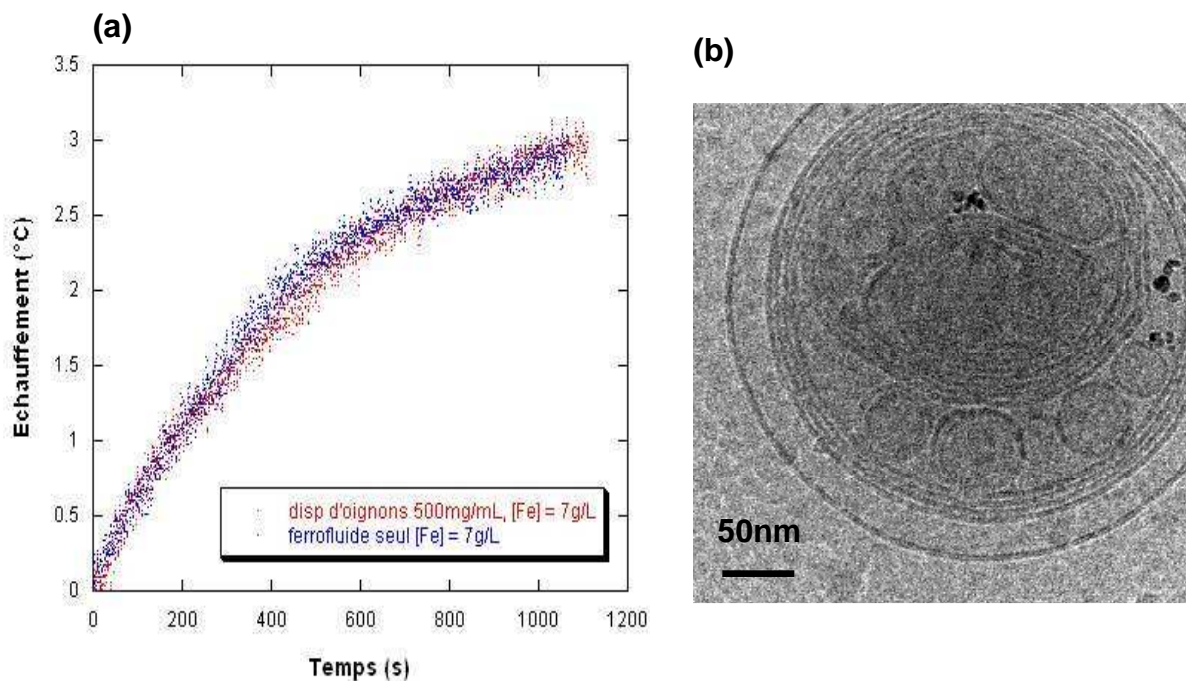 (a)
3.5
3
2.5
2
1.5
1
0.5
0
Echauffement (°C)
0 200 400 600 800 1000 1200
Temps (s)
disp d'oignons 500mg/mL, [Fe] = 7g/L
ferrofluide seul [Fe] = 7g/L
(b)
50nm